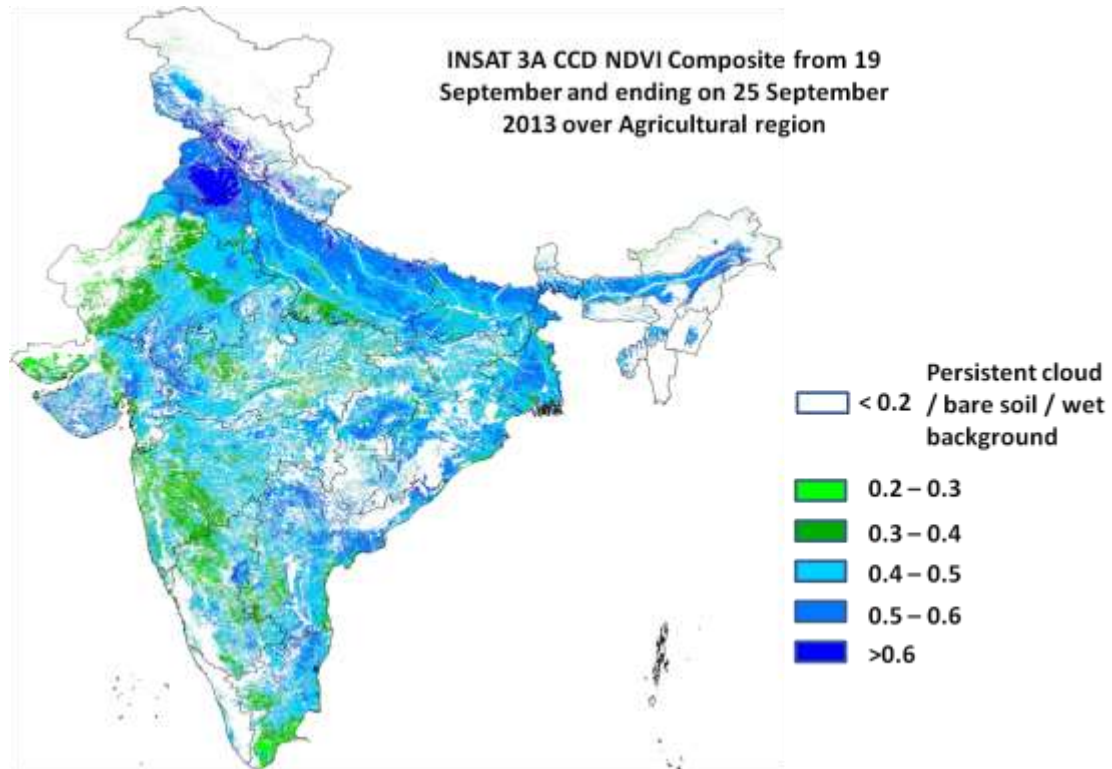 INSAT 3A CCD NDVI Composite from 19
September and ending on 25 September
2013 over Agricultural region
< 0.2
Persistent cloud
/ bare soil / wet
background
0.2 – 0.3
0.3 – 0.4
0.4 – 0.5
0.5 – 0.6
>0.6